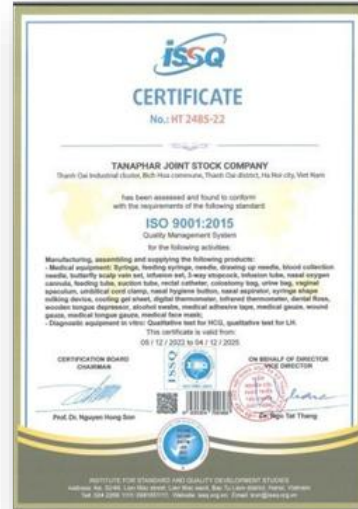 ISSQ
CERTIFICATE
No.: HT 2485-22
TANAPHAR JOINT STOCK COMPANY
Thanh Oai Industrial cluster, Bich Hoa commune, Thanh Oai district, Ha Noi city, Viet Nam
has been assessed and found to conform
with the requirements of the following standard
ISO 9001:2015
Quality Management System
for the following activities
Manufacturing, assembling and supplying the following products:
- Medical equipment: Syringe, feeding syringe, needle, drawing up needle, blood collection
needle, butterfly scalp vein set, infusion set, 3-way stopcock, infusion tube, nasal oxygen
cannula, feeding tube, suction tube, rectal catheter, colostomy bag, urine bag, vaginal
speculum, umbilical cord clamp, nasal hygiene button, nasal aspirator, syringe shape
milking device, cooling gel sheet, digital thermometer, infrared thermometer, dental floss,
wooden tongue depressor, alcohol swabs, medical adhesive tape, medical gauze, wound
gauze, medical tongue gauze, medical face mask;
- Diagnostic equipment in vitro: Qualitative test for HCG, qualitative test for LH.
This certificate is valid from:
05 / 12 / 2022 to 04 / 12 / 2025
CERTIFICATION BOARD
CHAIRMAN
ON BEHALF OF DIRECTOR
VICE DIRECTOR
ISSQ
Prof. Dr. Nguyen Hong Son
Dr. Ngo Tat Thang
INSTITUTE FOR STANDARD AND QUALITY DEVELOPMENT STUDIES